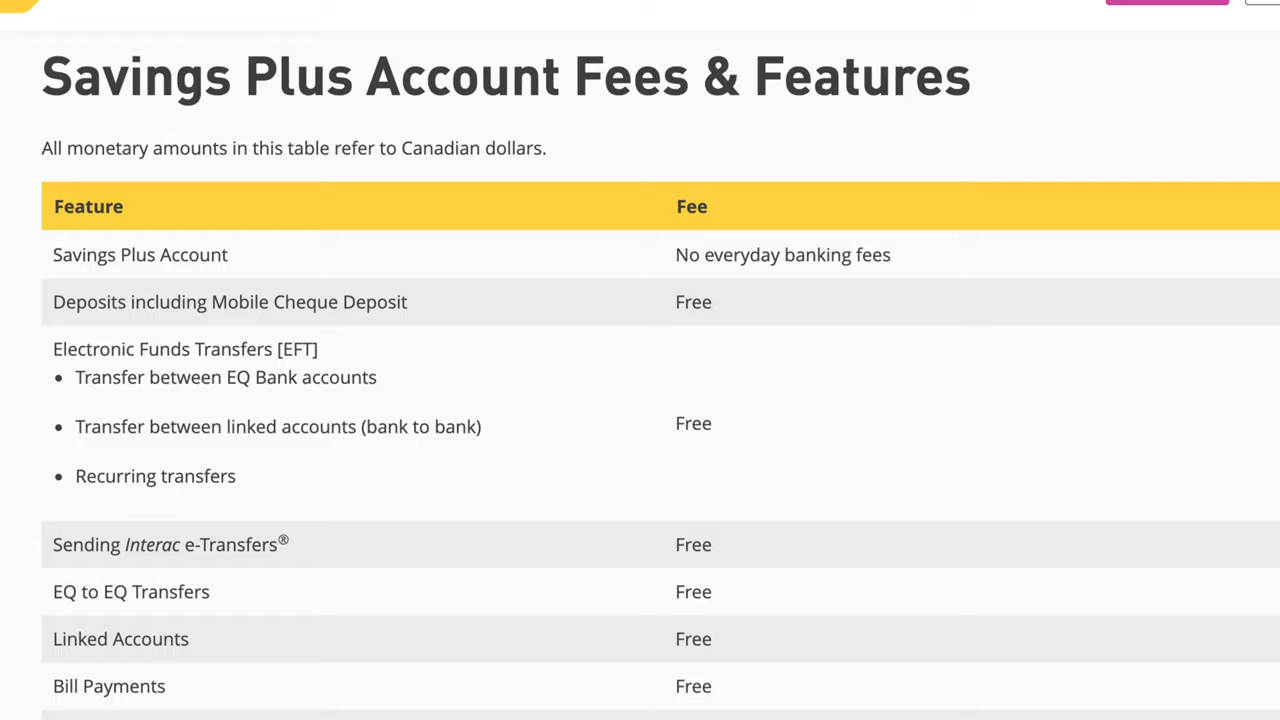 Savings Plus Account Fees & Features
All monetary amounts in this table refer to Canadian dollars.
Feature Fee
Savings Plus Account No everyday banking fees
Deposits including Mobile Cheque Deposit Free
Electronic Funds Transfers [EFT]
• Transfer between EQ Bank accounts
• Transfer between linked accounts (bank to bank) Free
• Recurring transfers
Sending Interac e-Transfers® Free
EQ to EQ Transfers Free
Linked Accounts Free
Bill Payments Free